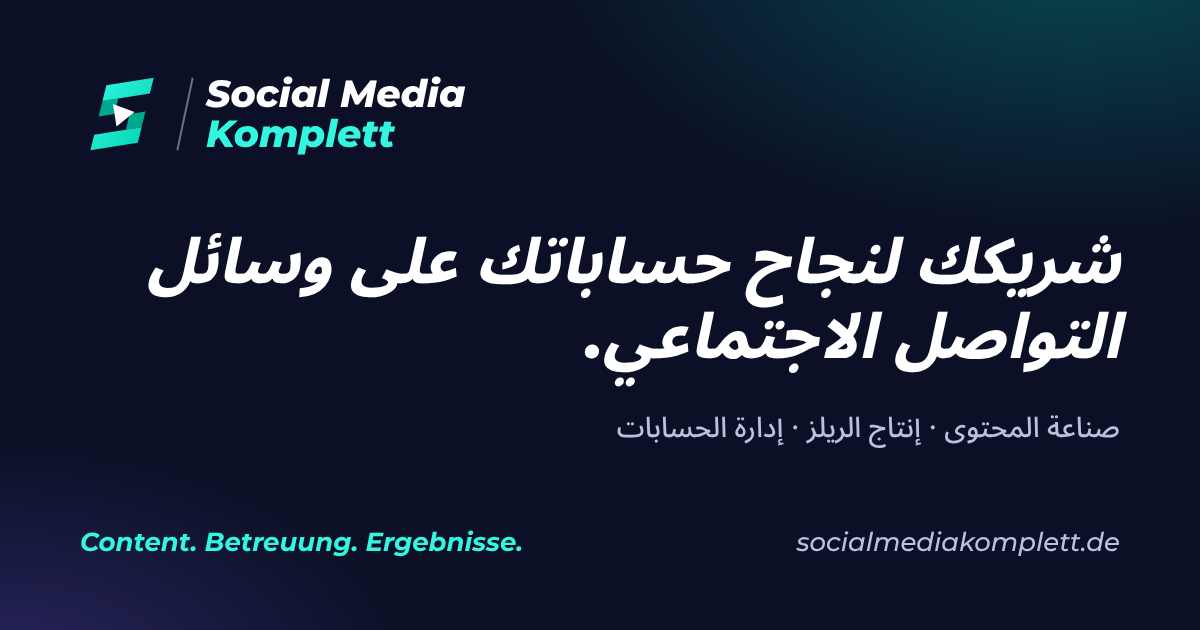 Social Media
Komplett
شريكك لنجاح حساباتك على وسائل
التواصل الاجتماعي.
صناعة المحتوى · إنتاج الريلز · إدارة الحسابات
Content. Betreuung. Ergebnisse.
socialmediakomplett.de